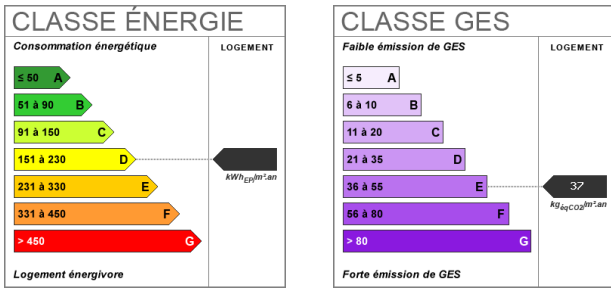 CLASSE ÉNERGIE
Consommation énergétique
LOGEMENT
≤ 50 A
51 à 90 B
91 à 150 C
151 à 230 D
kWhEP/m².an
231 à 330 E
331 à 450 F
> 450 G
Logement énergivore
CLASSE GES
Faible émission de GES
LOGEMENT
≤ 5 A
6 à 10 B
11 à 20 C
21 à 35 D
36 à 55 E
37
kgéqCO2/m².an
56 à 80 F
> 80 G
Forte émission de GES